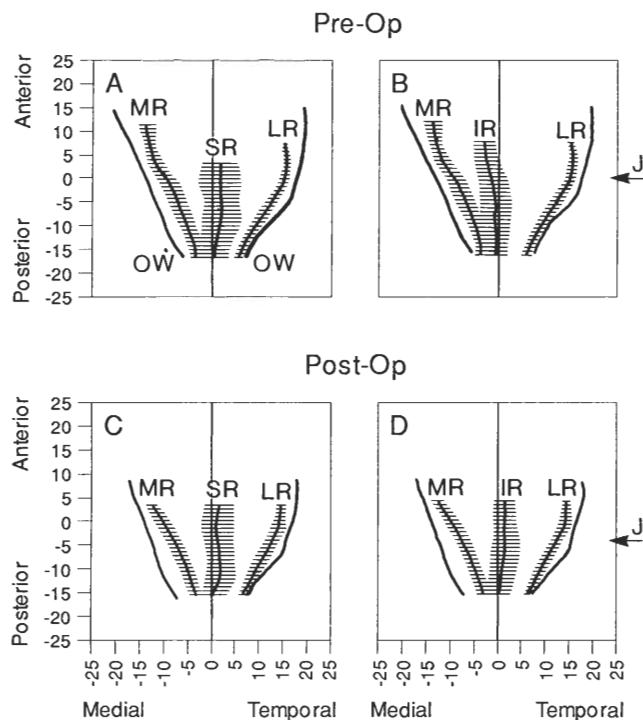 Pre-Op
A
B
Anterior
Posterior
25
20
15
10
5
0
-5
-10
-15
-20
-25
MR
SR
LR
OW
OW
MR
IR
LR
J
Post-Op
C
D
Anterior
Posterior
25
20
15
10
5
0
-5
-10
-15
-20
-25
MR
SR
LR
MR
IR
LR
J
-25
-20
-15
-10
-5
0
5
10
15
20
25
-25
-20
-15
-10
-5
0
5
10
15
20
25
Medial
Temporal
Medial
Temporal